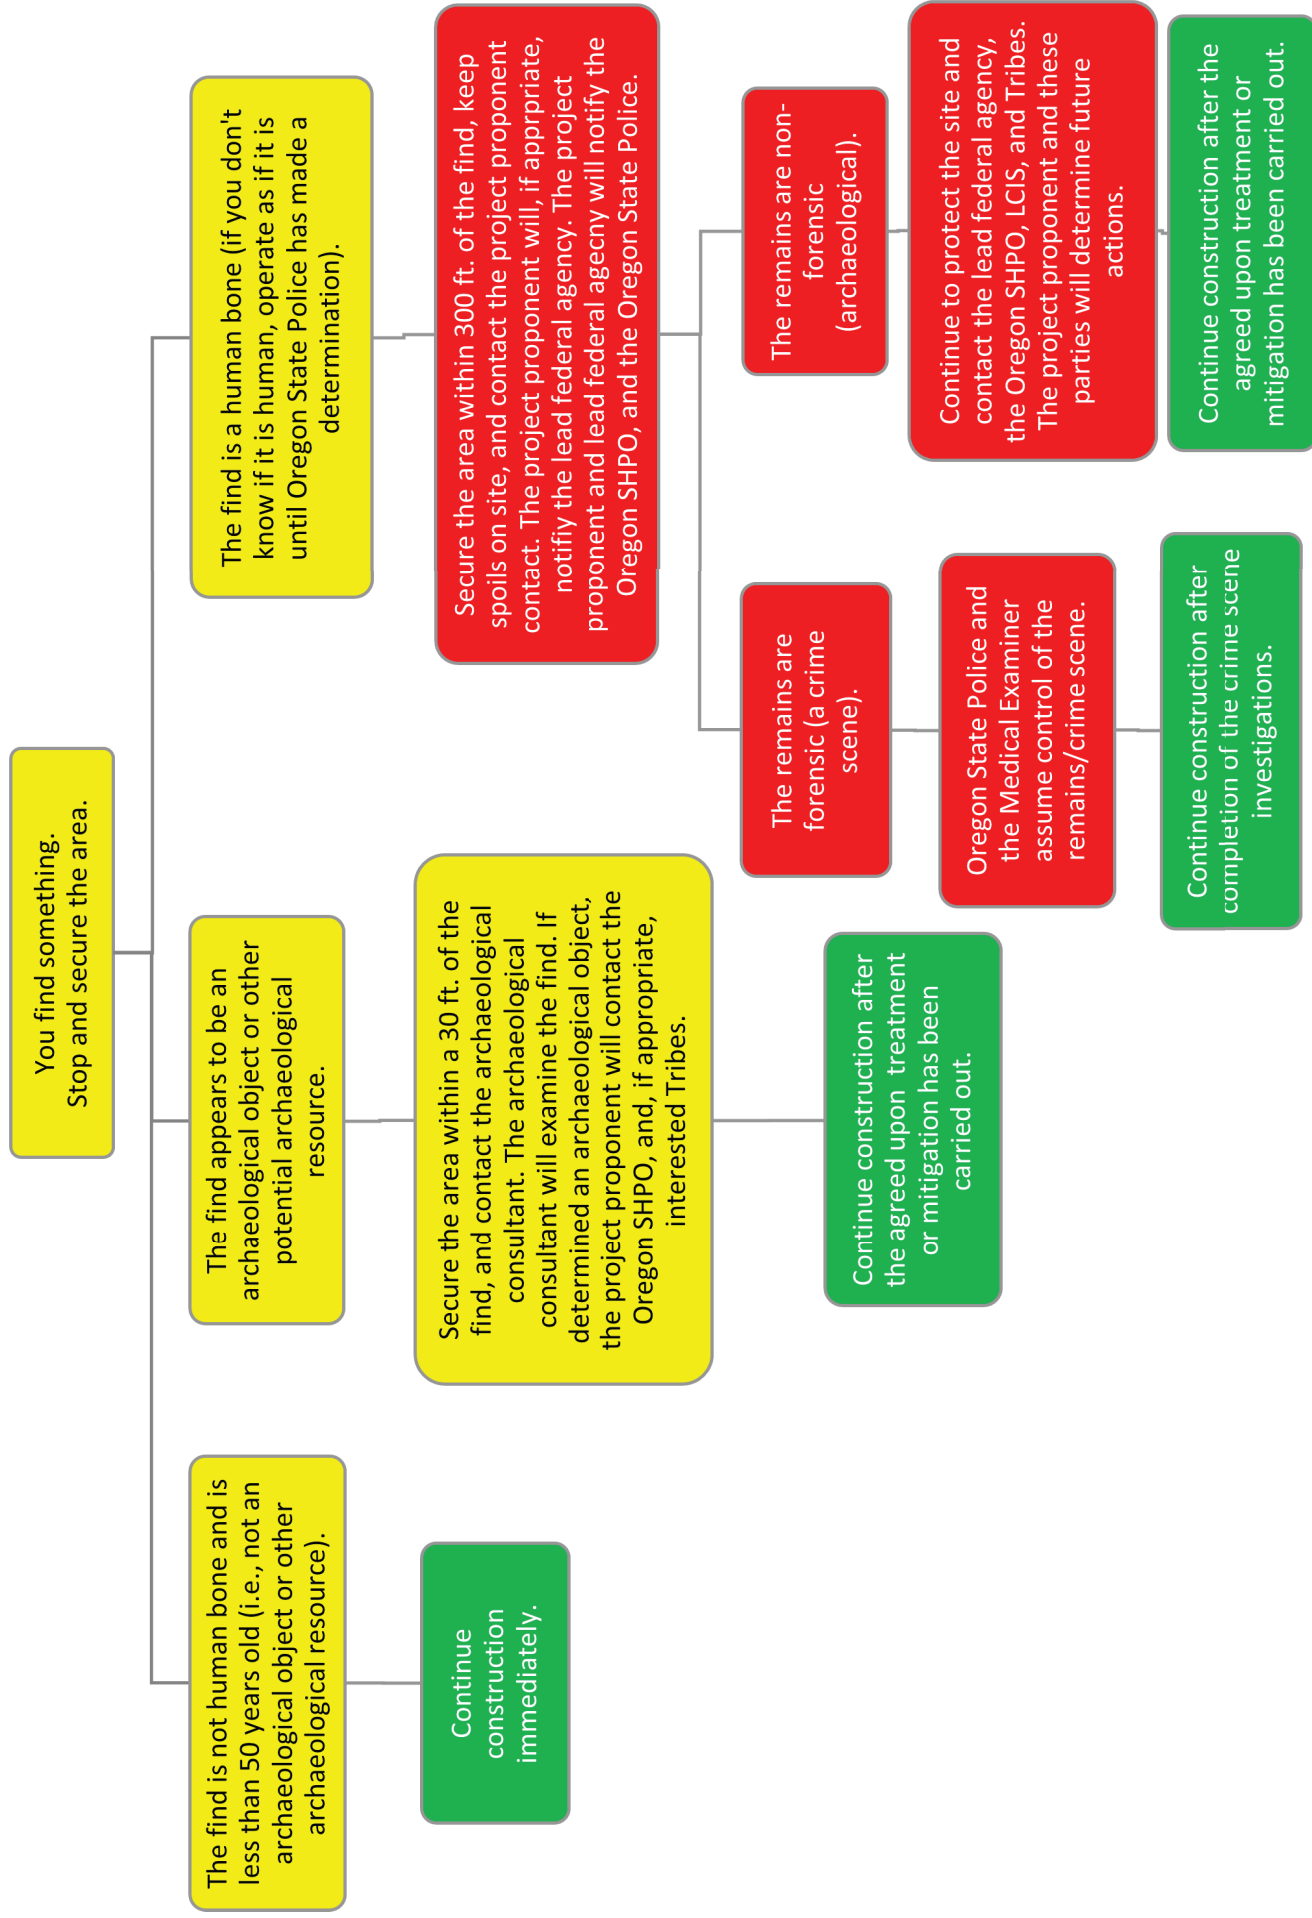 You find something.
Stop and secure the area.
The find is not human bone and is
less than 50 years old (i.e., not an
archaeological object or other
archaeological resource).
Continue
construction
immediately.
The find appears to be an
archaeological object or other
potential archaeological
resource.
Secure the area within a 30 ft. of the
find, and contact the archaeological
consultant. The archaeological
consultant will examine the find. If
determined an archaeological object,
the project proponent will contact the
Oregon SHPO, and, if appropriate,
interested Tribes.
Continue construction after
the agreed upon treatment
or mitigation has been
carried out.
The find is a human bone (if you don't
know if it is human, operate as if it is
until Oregon State Police has made a
determination).
Secure the area within 300 ft. of the find, keep
spoils on site, and contact the project proponent
contact. The project proponent will, if apprpriate,
notifiy the lead federal agency. The project
proponent and lead federal agecny will notify the
Oregon SHPO, and the Oregon State Police.
The remains are
forensic (a crime
scene).
Oregon State Police and
the Medical Examiner
assume control of the
remains/crime scene.
Continue construction after
completion of the crime scene
investigations.
The remains are non-
forensic
(archaeological).
Continue to protect the site and
contact the lead federal agency,
the Oregon SHPO, LCIS, and Tribes.
The project proponent and these
parties will determine future
actions.
Continue construction after the
agreed upon treatment or
mitigation has been carried out.